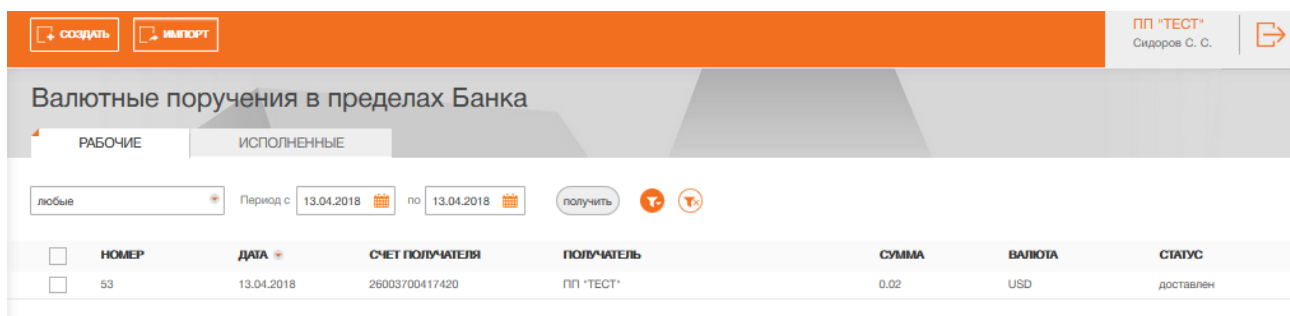 СОЗДАТЬ ИМПОРТ ПП "ТЕСТ"
Сидоров С. С.
Валютные поручения в пределах Банка
РАБОЧИЕ ИСПОЛНЕННЫЕ
любые Период с 13.04.2018 по 13.04.2018 получить
НОМЕР ДАТА СЧЕТ ПОЛУЧАТЕЛЯ ПОЛУЧАТЕЛЬ СУММА ВАЛЮТА СТАТУС
53 13.04.2018 26003700417420 ПП "ТЕСТ" 0.02 USD доставлен